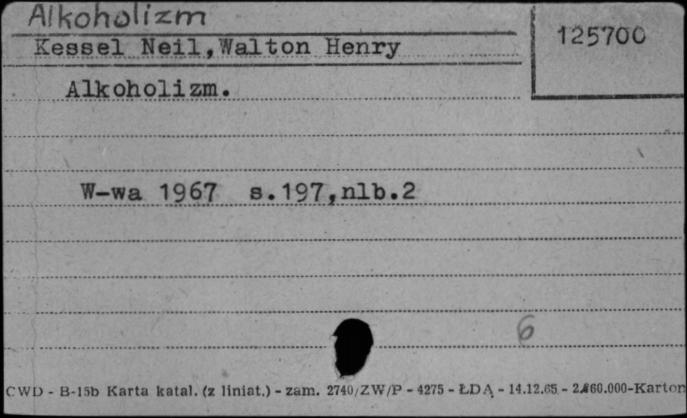 Alkoholizm
125700
Kessel Neil,Walton Henry
Alkoholizm.
W-wa 1967 s.197,nlb.2
6
CWD - B-15b Karta katal. (z liniat.) - zam. 2740/ZW/P - 4275 - ŁDA - 14.12.65 - 2.460.000-Karton